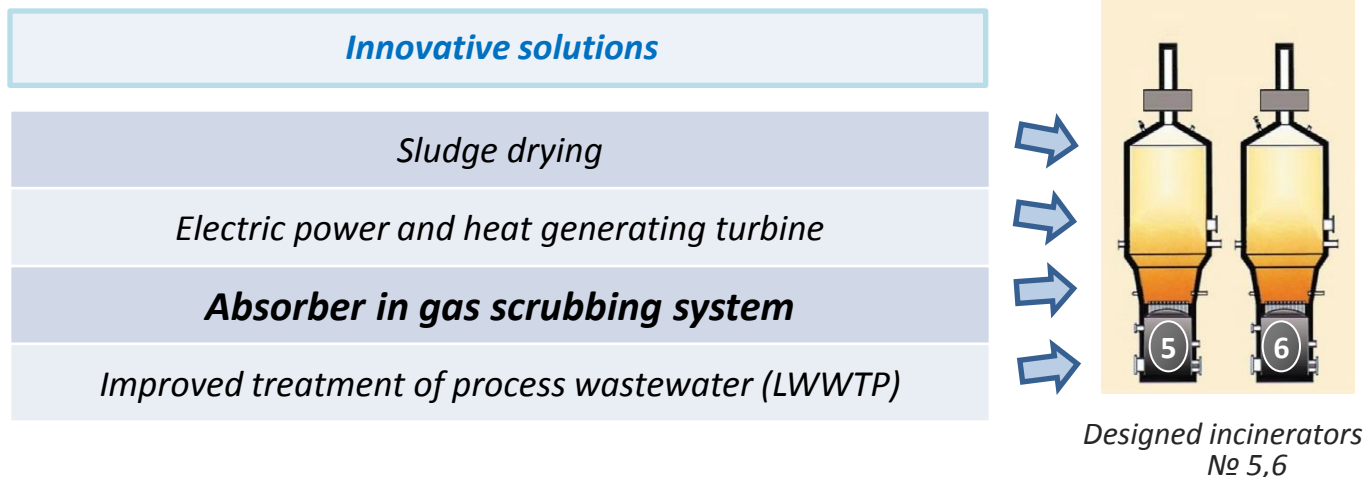 Innovative solutions
Sludge drying
Electric power and heat generating turbine
Absorber in gas scrubbing system
Improved treatment of process wastewater (LWWTP)
5
6
Designed incinerators
№ 5,6